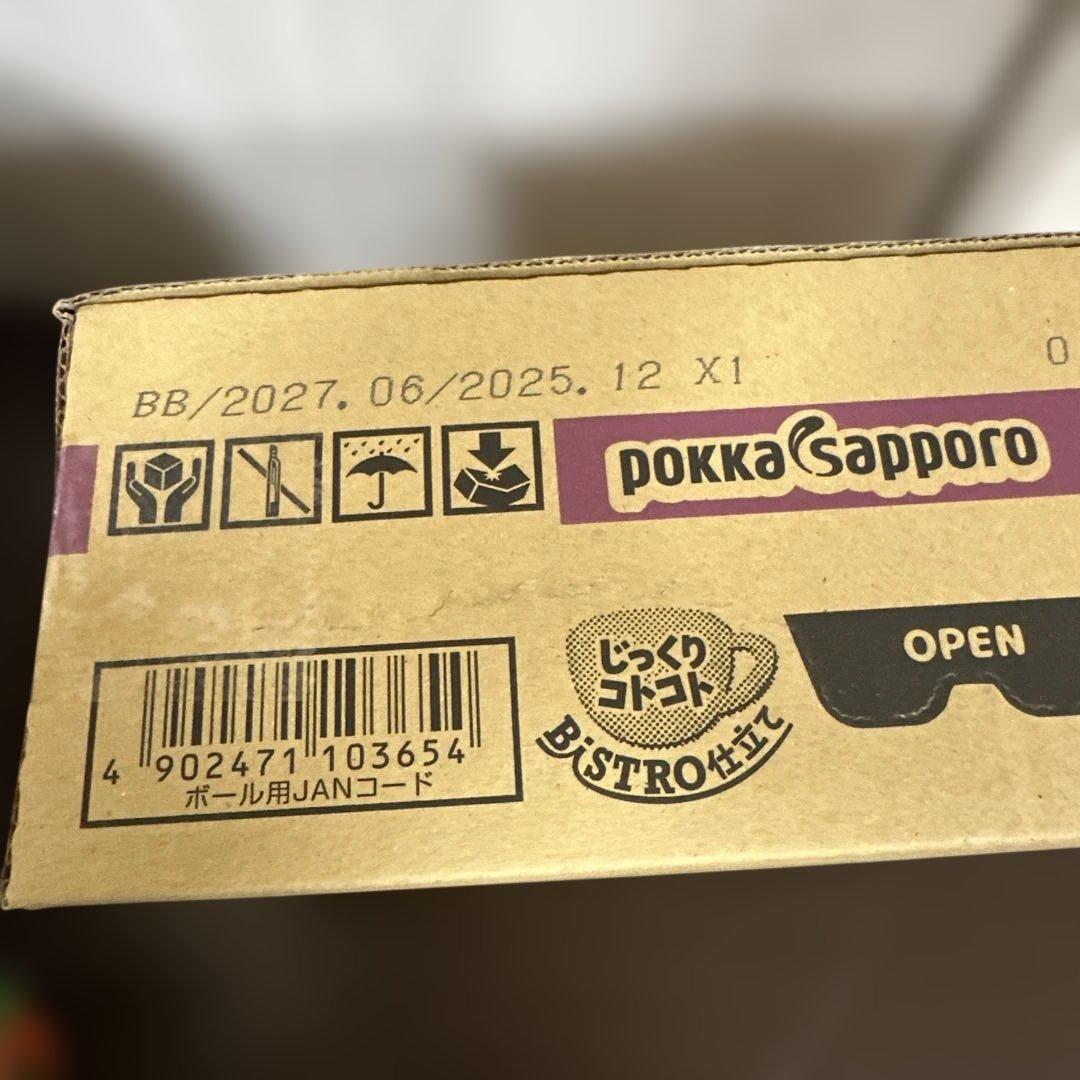 BB/2027.06/2025.12 X1 0
POKKA Sapporo
じっくり
コトコト
BiSTRO仕立て
OPEN
4 902471 103654
ボール用JANコード